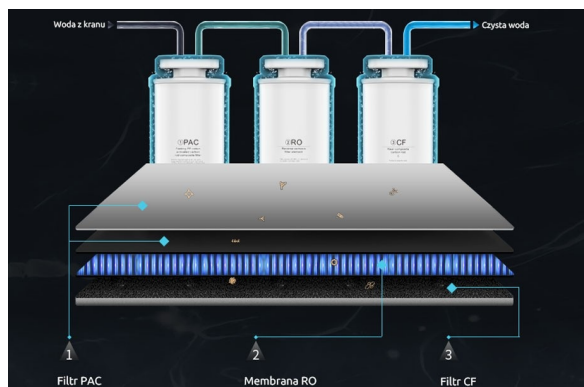 Woda z kranu
Czysta woda
①PAC
②RO
③CF
1
2
3
Filtr PAC
Membrana RO
Filtr CF